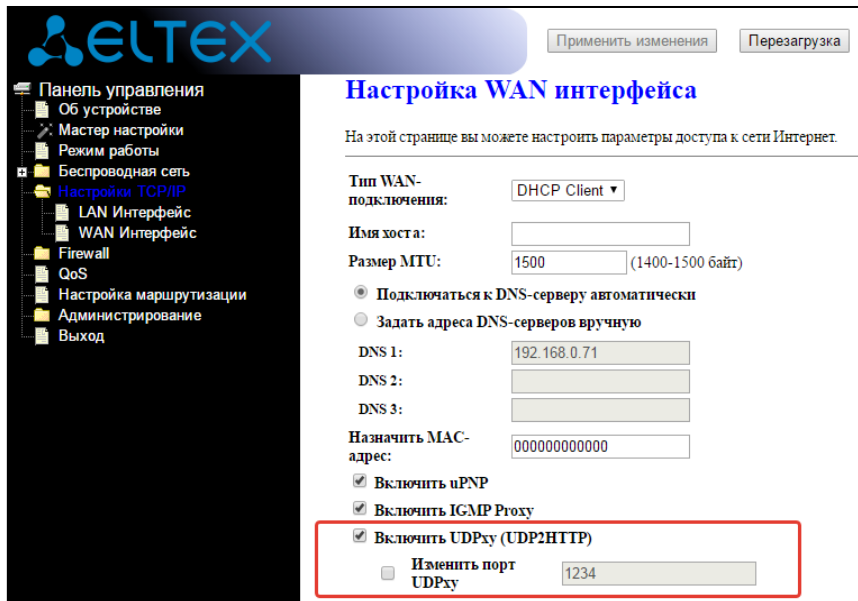 ELTEX
Применить изменения
Перезагрузка
Панель управления
Об устройстве
Мастер настройки
Режим работы
Беспроводная сеть
Настройки TCP/IP
LAN Интерфейс
WAN Интерфейс
Firewall
QoS
Настройка маршрутизации
Администрирование
Выход
Настройка WAN интерфейса
На этой странице вы можете настроить параметры доступа к сети Интернет.
Тип WAN-
подключения:
DHCP Client
Имя хоста:
Размер MTU: 1500 (1400-1500 байт)
Подключаться к DNS-серверу автоматически
Задать адреса DNS-серверов вручную
DNS 1: 192.168.0.71
DNS 2:
DNS 3:
Назначить MAC-
адрес:
000000000000
Включить uPNP
Включить IGMP Proxy
Включить UDPxy (UDP2HTTP)
Изменить порт
UDPxy
1234